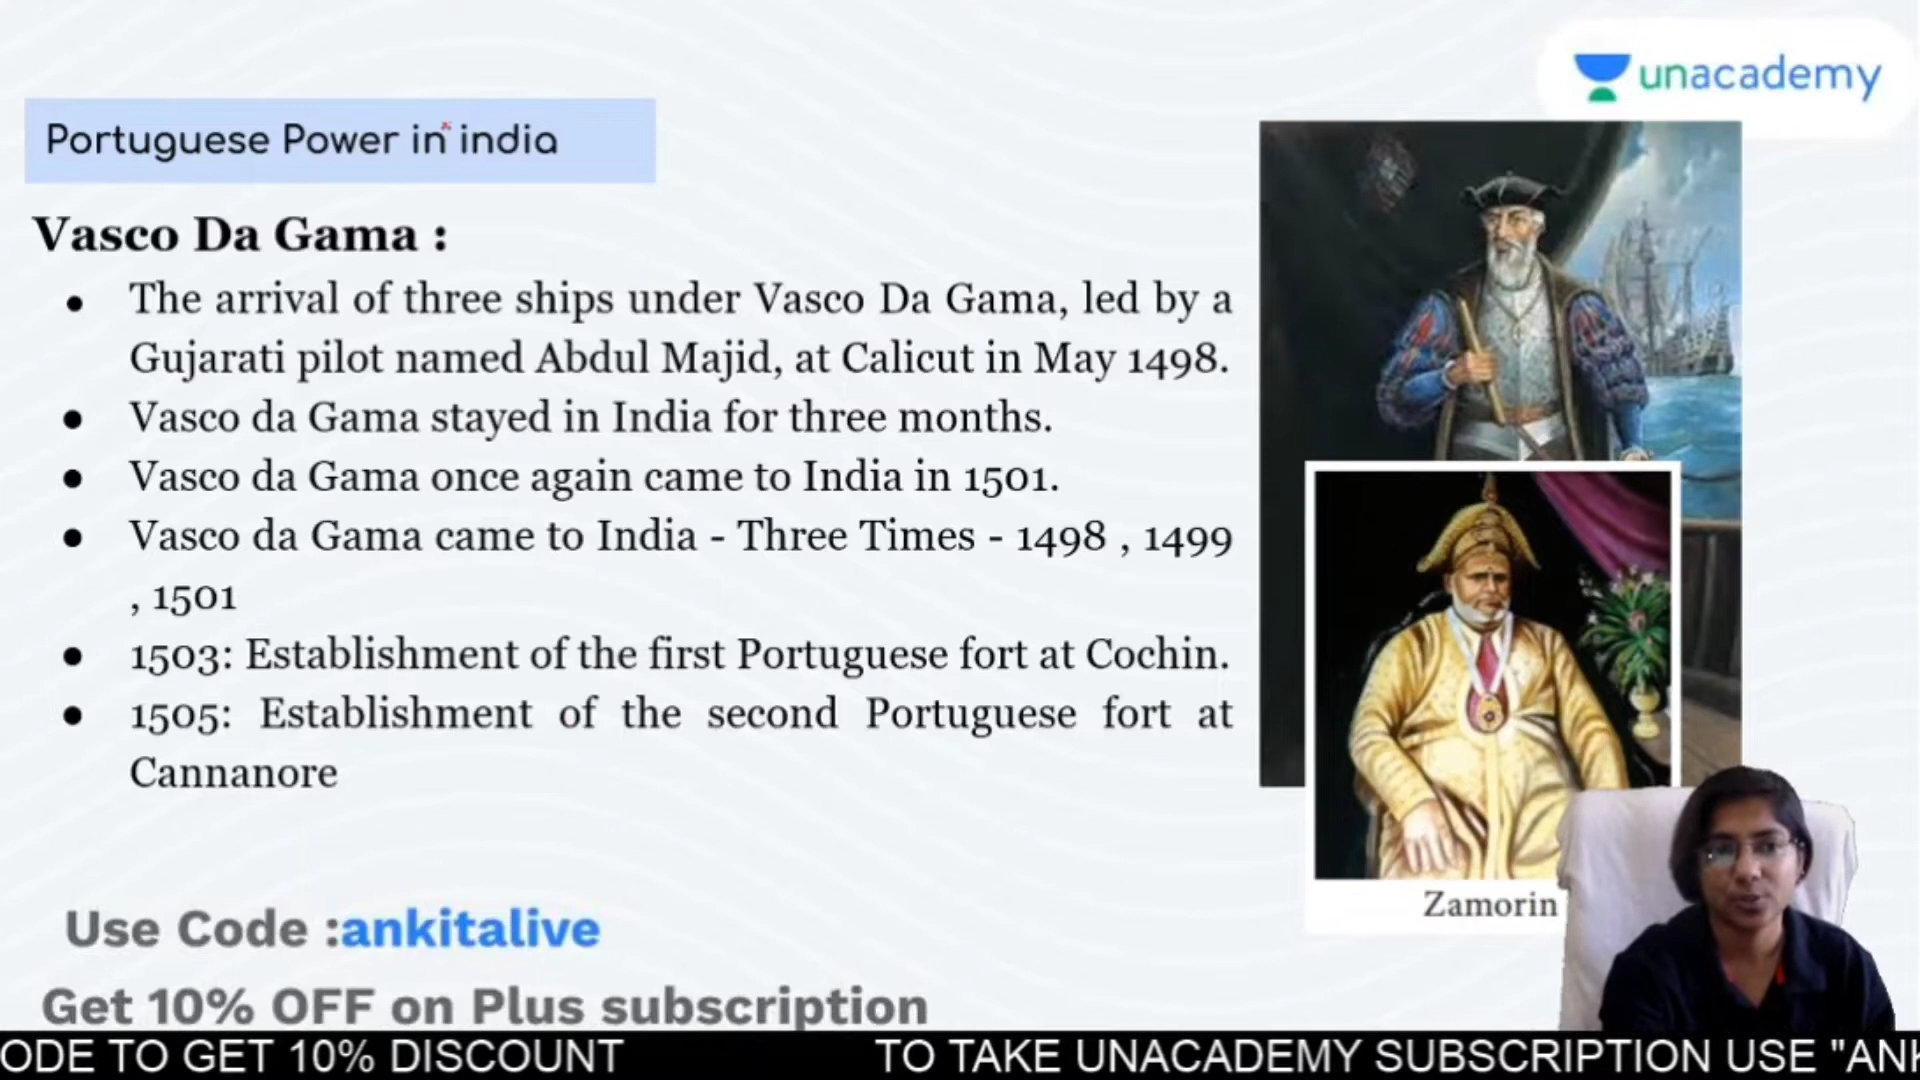 unacademy
Portuguese Power in india
Vasco Da Gama :
● The arrival of three ships under Vasco Da Gama, led by a
Gujarati pilot named Abdul Majid, at Calicut in May 1498.
● Vasco da Gama stayed in India for three months.
● Vasco da Gama once again came to India in 1501.
● Vasco da Gama came to India - Three Times - 1498 , 1499
, 1501
● 1503: Establishment of the first Portuguese fort at Cochin.
● 1505: Establishment of the second Portuguese fort at
Cannanore
Zamorin
Use Code :ankitalive
Get 10% OFF on Plus subscription
ODE TO GET 10% DISCOUNT TO TAKE UNACADEMY SUBSCRIPTION USE "ANK